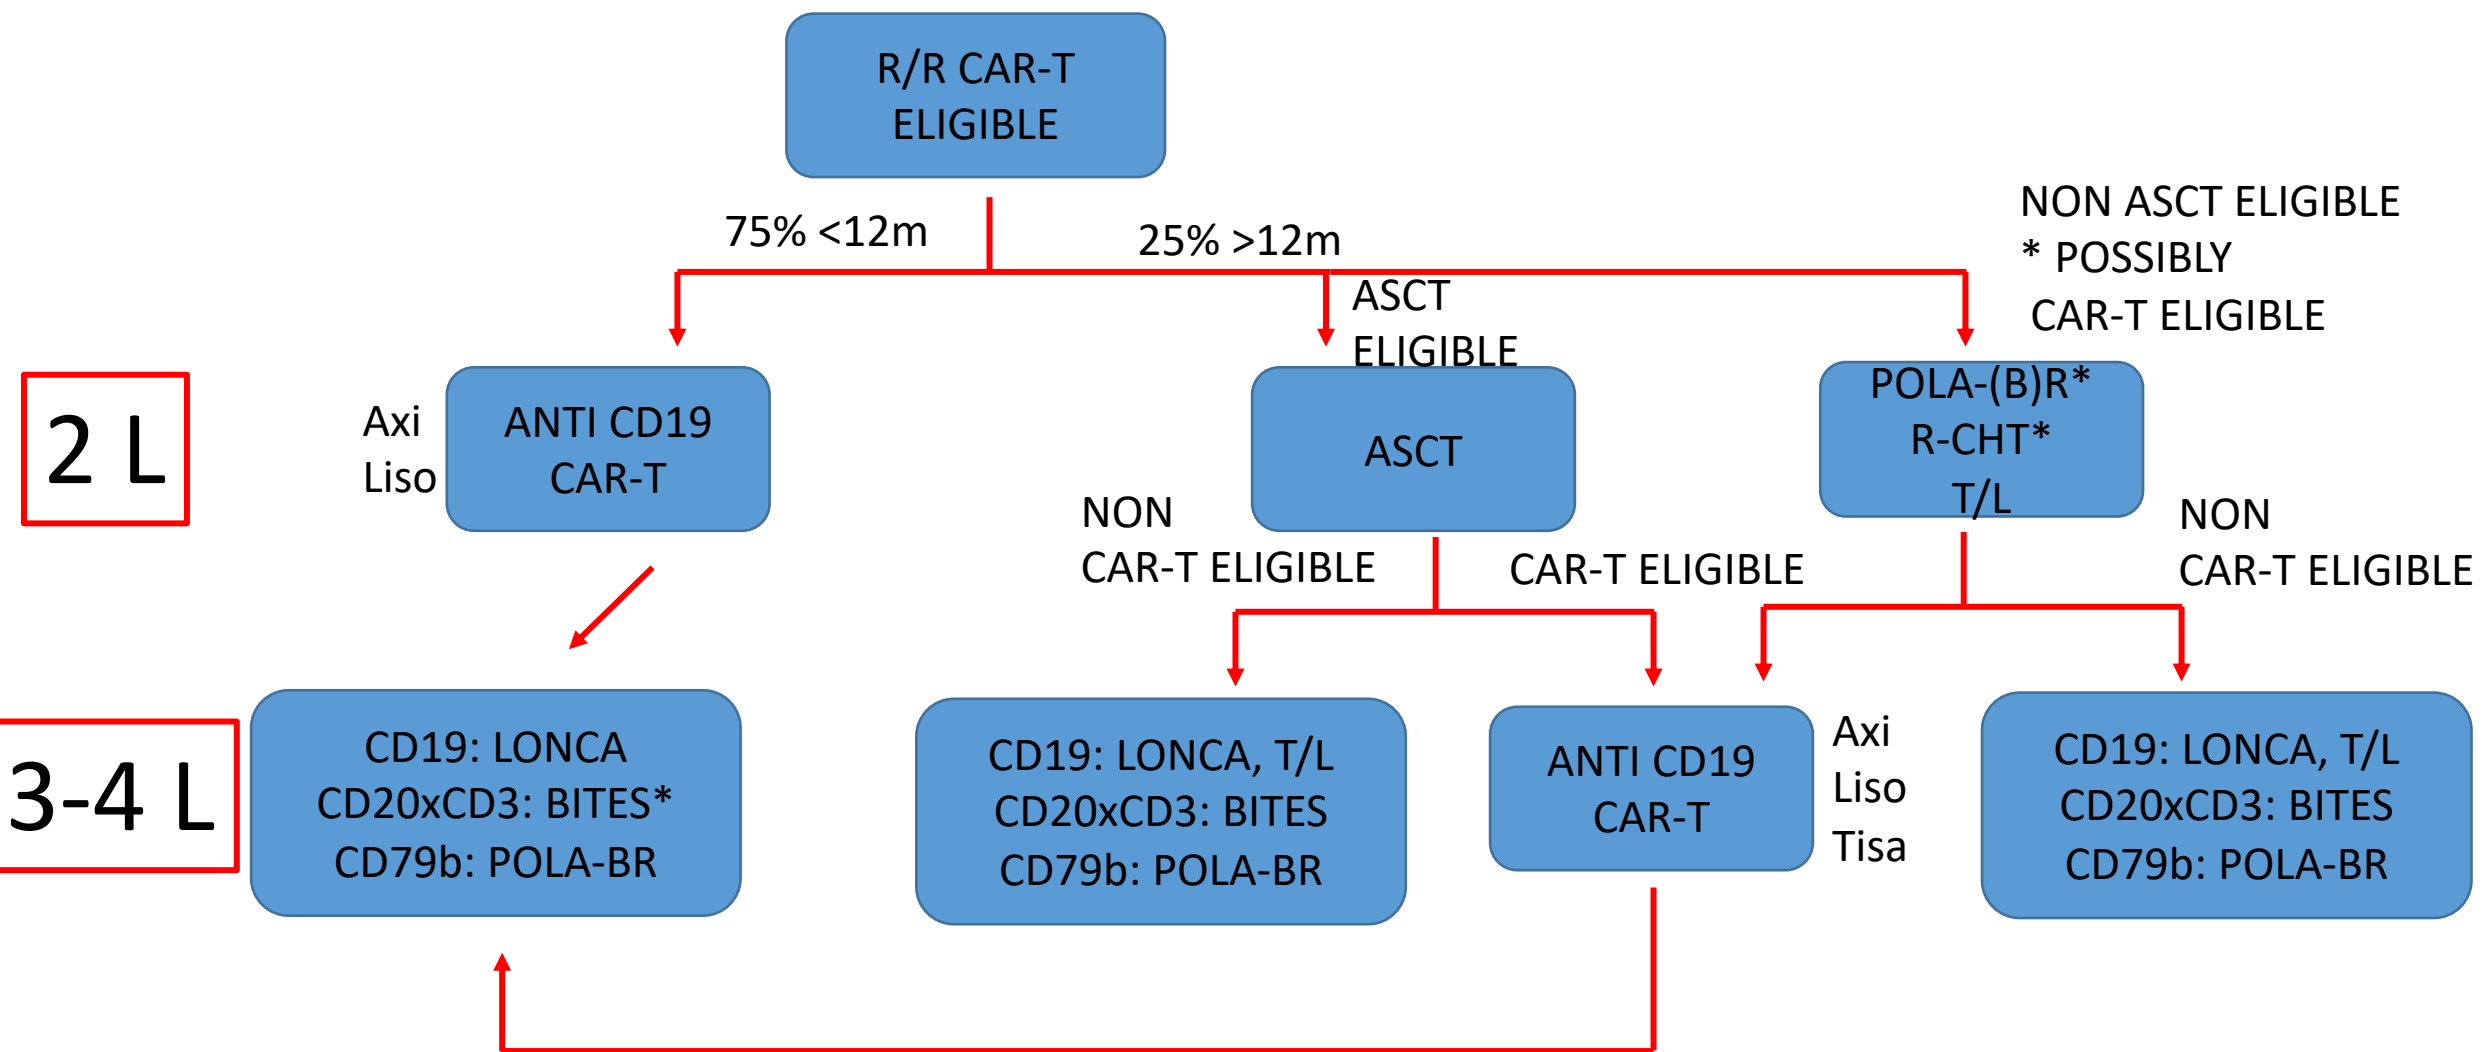 R/R CAR-T
ELIGIBLE
75% <12m
25% >12m
NON ASCT ELIGIBLE
* POSSIBLY
CAR-T ELIGIBLE
ASCT
ELIGIBLE
2 L
Axi
Liso
ANTI CD19
CAR-T
ASCT
POLA-(B)R*
R-CHT*
T/L
NON
CAR-T ELIGIBLE
CAR-T ELIGIBLE
NON
CAR-T ELIGIBLE
3-4 L
CD19: LONCA
CD20xCD3: BITES*
CD79b: POLA-BR
CD19: LONCA, T/L
CD20xCD3: BITES
CD79b: POLA-BR
ANTI CD19
CAR-T
Axi
Liso
Tisa
CD19: LONCA, T/L
CD20xCD3: BITES
CD79b: POLA-BR